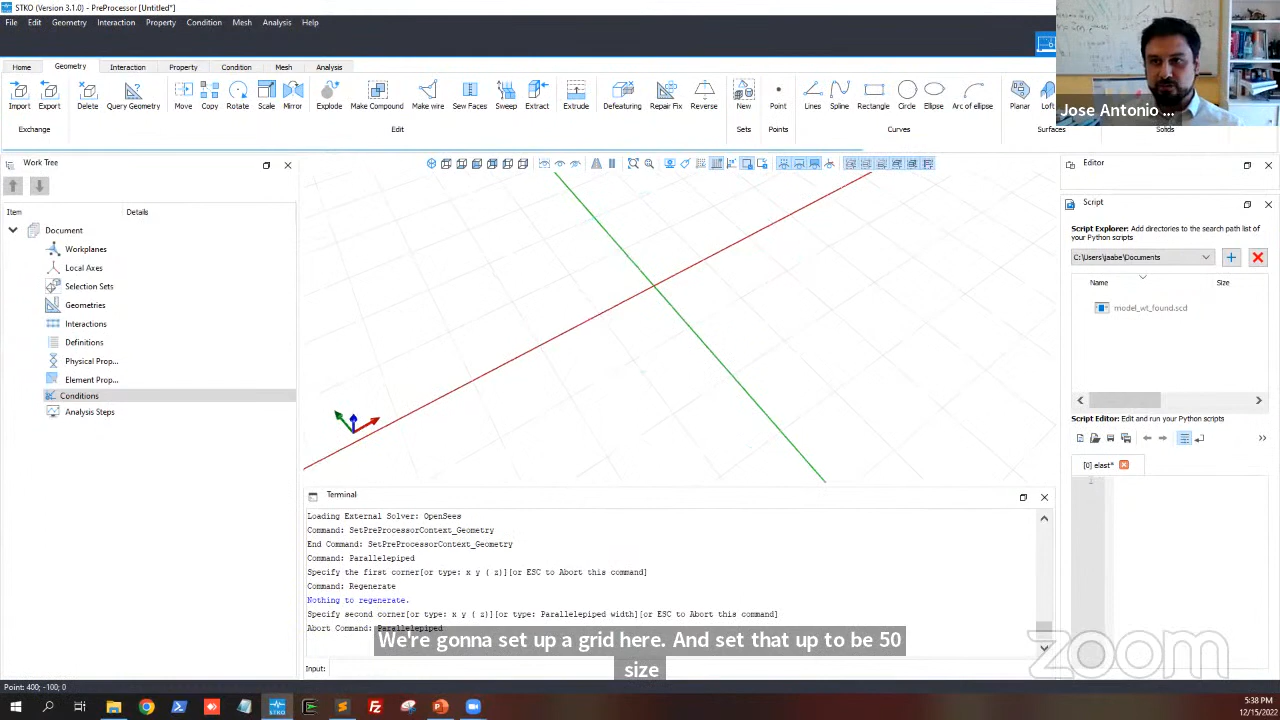 STKO (Version 3.1.0) - PreProcessor [Untitled*]
File Edit Geometry Interaction Property Condition Mesh Analysis Help
Home Geometry Interaction Property Condition Mesh Analysis
Import Export Delete Query Geometry Move Copy Rotate Scale Mirror Explode Make Compound Make wire Sew Faces Sweep Extract Extrude Defeaturing Repair Fix Reverse New Point Lines Spline Rectangle Circle Ellipse Arc of ellipse Planar Loft
Exchange Edit Sets Points Curves Surfaces Solids
Jose Antonio ...
Work Tree
Item Details
Document
Workplanes
Local Axes
Selection Sets
Geometries
Interactions
Definitions
Physical Prop...
Element Prop...
Conditions
Analysis Steps
Editor
Script
Script Explorer: Add directories to the search path list of
your Python scripts
C:\Users\jaabe\Documents
Name Size
model_wt_found.scd
Script Editor: Edit and run your Python scripts
[0] elast*
1
Terminal
Loading External Solver: OpenSees
Command: SetPreProcessorContext_Geometry
End Command: SetPreProcessorContext_Geometry
Command: Parallelepiped
Specify the first corner[or type: x y ( z)][or ESC to Abort this command]
Command: Regenerate
Nothing to regenerate.
Specify second corner[or type: x y ( z)][or type: Parallelepiped width][or ESC to Abort this command]
Abort Command: Parallelepiped
We're gonna set up a grid here. And set that up to be 50
size
Input:
zoom
Point: 400; -100; 0
STKO
5:38 PM
12/15/2022